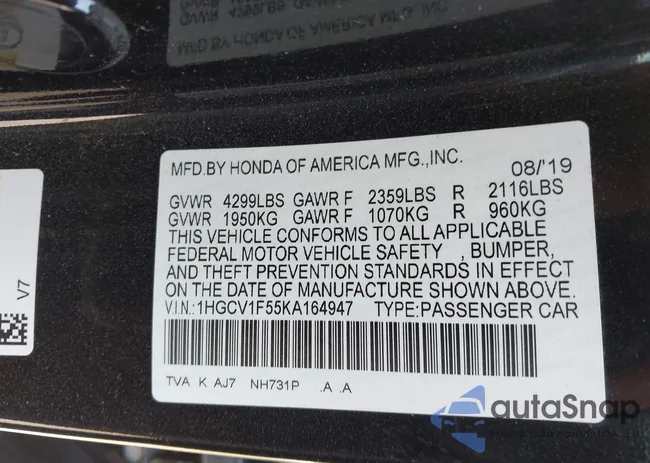 MFD.BY HONDA OF AMERICA MFG.,INC. 08/'19
GVWR 4299LBS GAWR F 2359LBS R 2116LBS
GVWR 1950KG GAWR F 1070KG R 960KG
THIS VEHICLE CONFORMS TO ALL APPLICABLE
FEDERAL MOTOR VEHICLE SAFETY , BUMPER,
AND THEFT PREVENTION STANDARDS IN EFFECT
ON THE DATE OF MANUFACTURE SHOWN ABOVE.
V.I.N.:1HGCV1F55KA164947 TYPE:PASSENGER CAR
TVA K AJ7 NH731P .A .A
V7
autaSnap